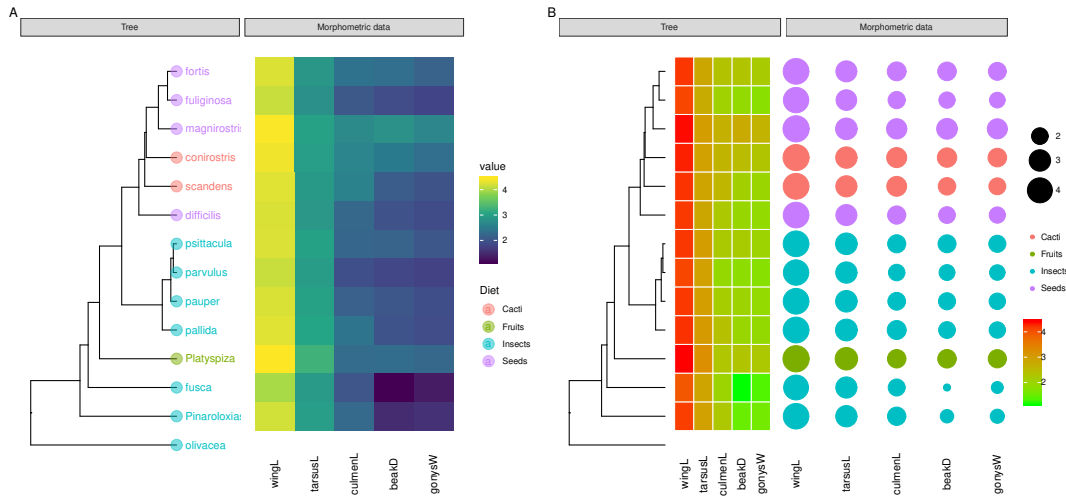 A
Tree
Morphometric data
fortis
fuliginosa
magnirostris
conirostris
scandens
difficilis
psittacula
parvulus
pauper
pallida
Platyspiza
fusca
Pinaroloxias
olivacea
wingL
tarsusL
culmenL
beakD
gonysW
value
4
3
2
Diet
a Cacti
a Fruits
a Insects
a Seeds
B
Tree
Morphometric data
wingL
tarsusL
culmenL
beakD
gonysW
wingL
tarsusL
culmenL
beakD
gonysW
2
3
4
Cacti
Fruits
Insects
Seeds
4
3
2